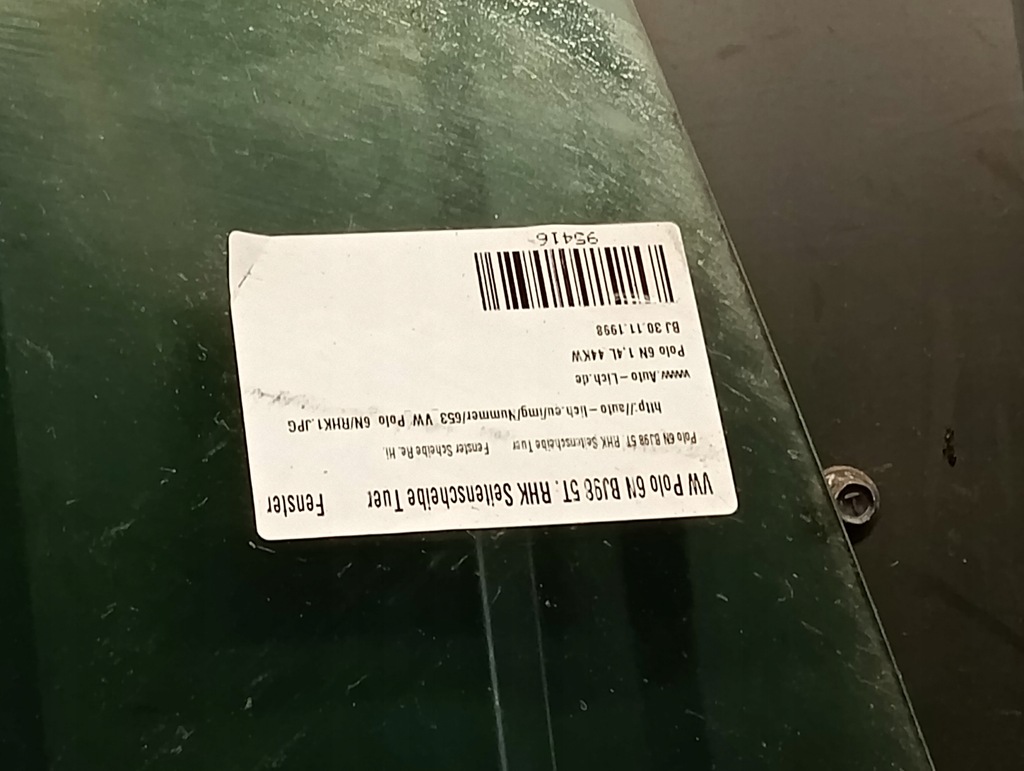 VW Polo 6N BJ98 5T. RHK Seitenscheibe Tuer Fenster
Polo 6N BJ98 5T RHK Seitenscheibe Tuer Fenster Scheibe Re. Hi.
http://auto-lich.eu/img/Nummer/653_VW_Polo_6N/RHK1.JPG
www.Auto-Lich.de
Polo 6N 1,4L 44KW
BJ 30.11.1998
95416